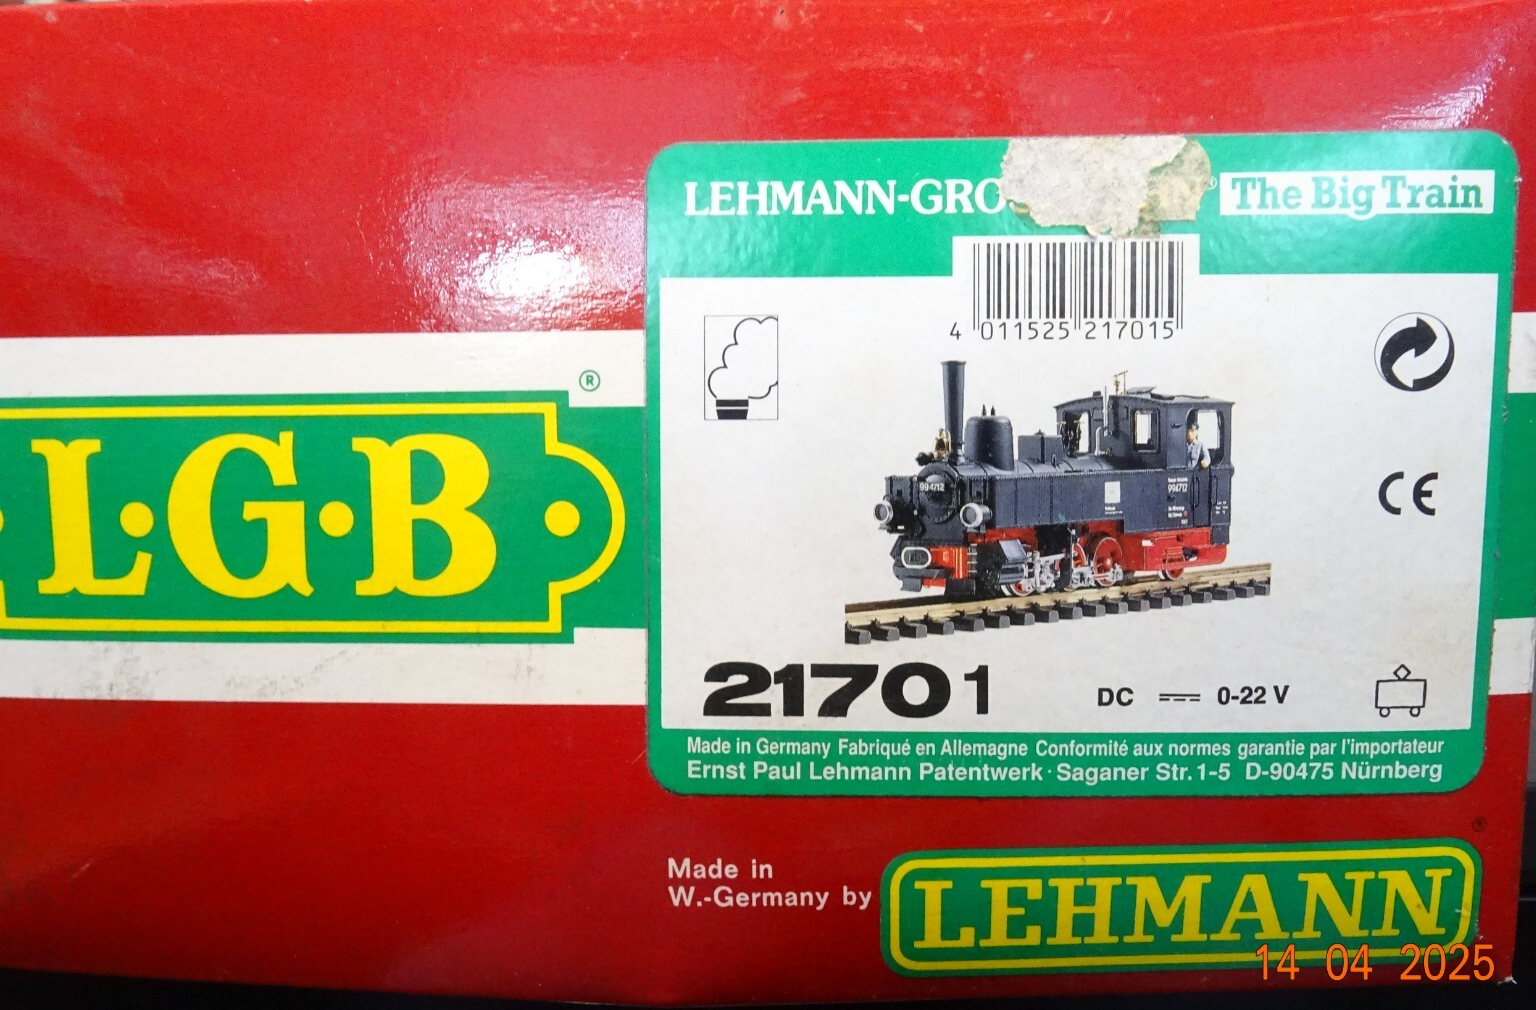 LEHMANN-GRO
® The Big Train
4 011525 217015
®
L·G·B
994712
994712
CE
21701
DC 0-22 V
Made in Germany Fabriqué en Allemagne Conformité aux normes garantie par l'importateur
Ernst Paul Lehmann Patentwerk · Saganer Str. 1-5 D-90475 Nürnberg
Made in
W.-Germany by
LEHMANN
®
14 04 2025